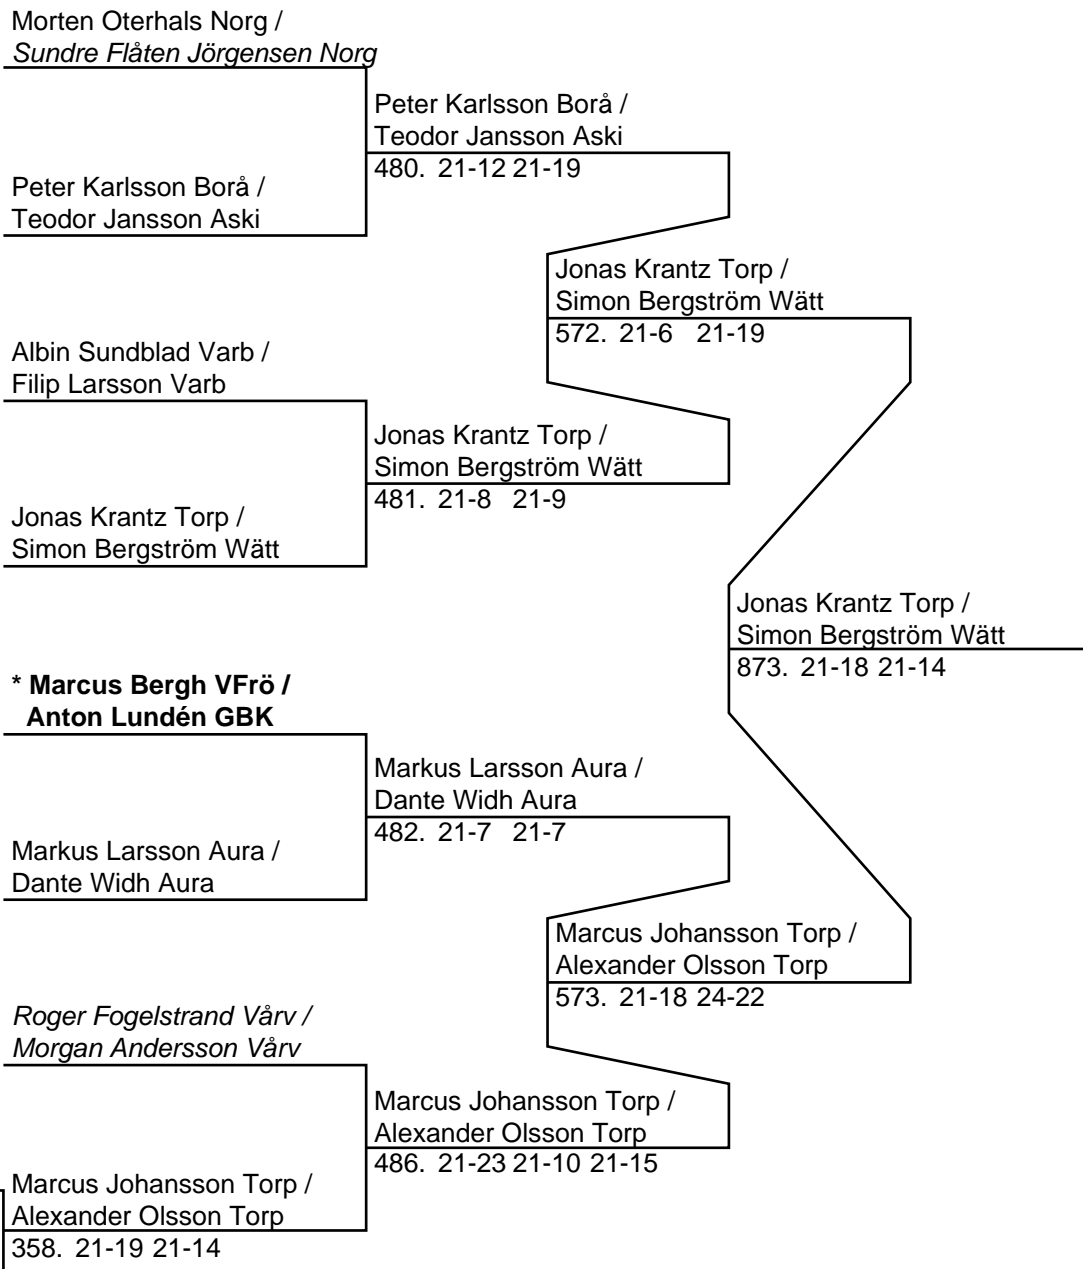 Morten Oterhals Norg /
Sundre Flåten Jörgensen Norg
Peter Karlsson Borå /
Teodor Jansson Aski
480. 21-12 21-19
Peter Karlsson Borå /
Teodor Jansson Aski
Jonas Krantz Torp /
Simon Bergström Wätt
572. 21-6 21-19
Albin Sundblad Varb /
Filip Larsson Varb
Jonas Krantz Torp /
Simon Bergström Wätt
481. 21-8 21-9
Jonas Krantz Torp /
Simon Bergström Wätt
Jonas Krantz Torp /
Simon Bergström Wätt
873. 21-18 21-14
* Marcus Bergh VFrö /
Anton Lundén GBK
Markus Larsson Aura /
Dante Widh Aura
482. 21-7 21-7
Markus Larsson Aura /
Dante Widh Aura
Marcus Johansson Torp /
Alexander Olsson Torp
573. 21-18 24-22
Roger Fogelstrand Vårv /
Morgan Andersson Vårv
Marcus Johansson Torp /
Alexander Olsson Torp
486. 21-23 21-10 21-15
Marcus Johansson Torp /
Alexander Olsson Torp
358. 21-19 21-14